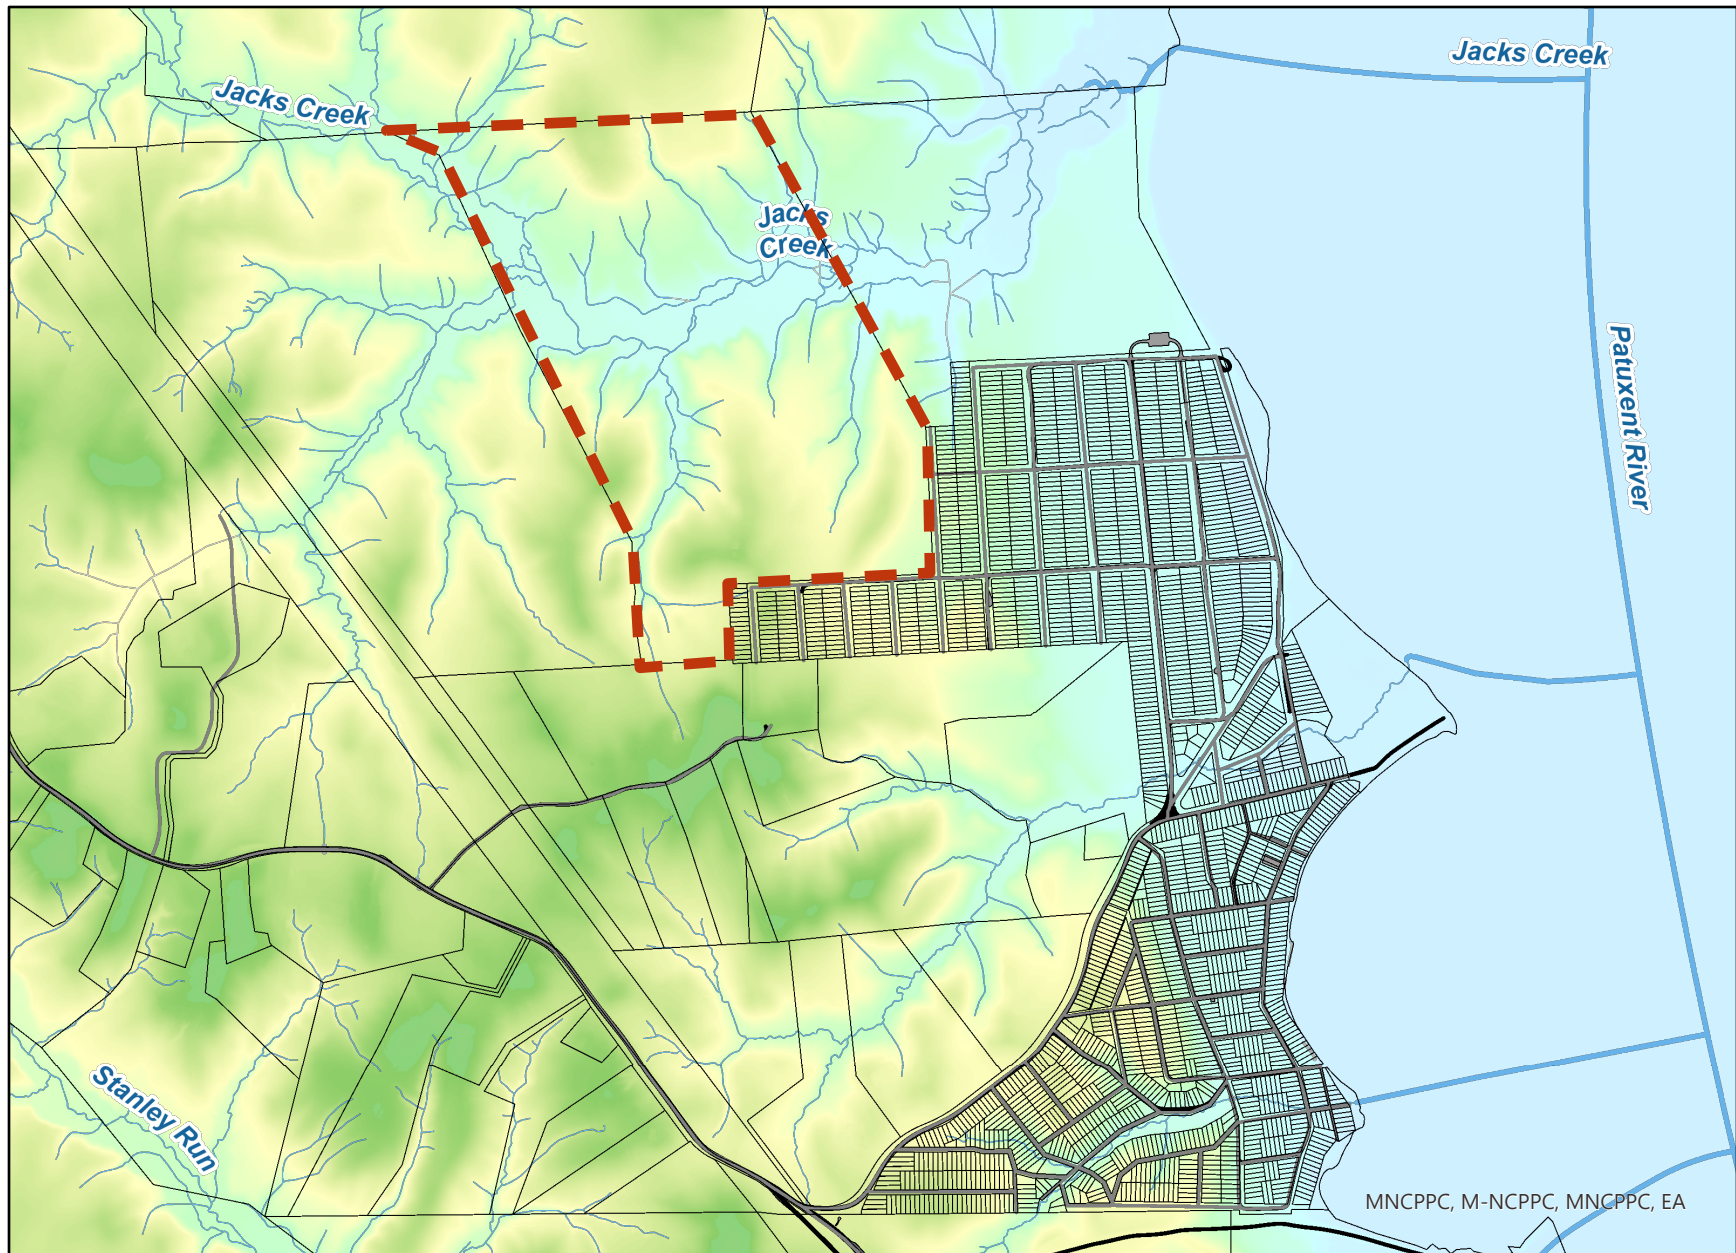 Jacks Creek
Jacks Creek
Jacks
Creek
Patuxent River
Stanley Run
MNCPPC, M-NCPPC, MNCPPC, EA